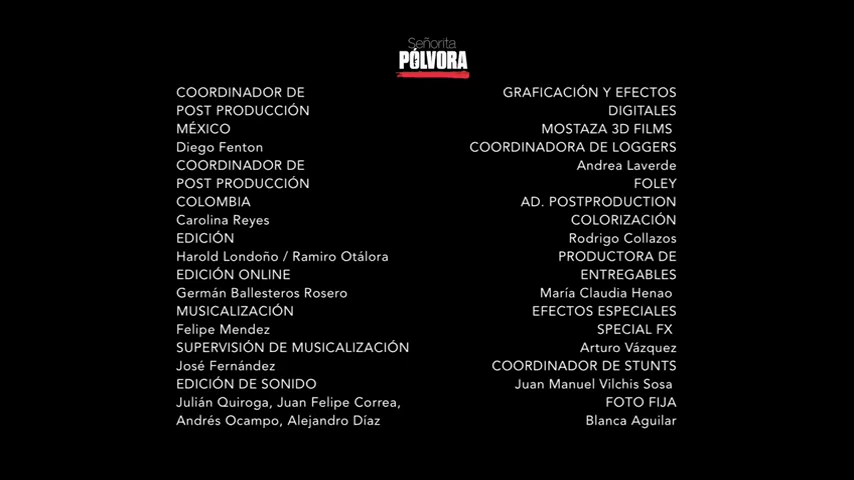 Señorita
PÓLVORA
COORDINADOR DE
POST PRODUCCIÓN
MÉXICO
Diego Fenton
COORDINADOR DE
POST PRODUCCIÓN
COLOMBIA
Carolina Reyes
EDICIÓN
Harold Londoño / Ramiro Otálora
EDICIÓN ONLINE
Germán Ballesteros Rosero
MUSICALIZACIÓN
Felipe Mendez
SUPERVISIÓN DE MUSICALIZACIÓN
José Fernández
EDICIÓN DE SONIDO
Julián Quiroga, Juan Felipe Correa,
Andrés Ocampo, Alejandro Díaz
GRAFICACIÓN Y EFECTOS
DIGITALES
MOSTAZA 3D FILMS
COORDINADORA DE LOGGERS
Andrea Laverde
FOLEY
AD. POSTPRODUCTION
COLORIZACIÓN
Rodrigo Collazos
PRODUCTORA DE
ENTREGABLES
María Claudia Henao
EFECTOS ESPECIALES
SPECIAL FX
Arturo Vázquez
COORDINADOR DE STUNTS
Juan Manuel Vilchis Sosa
FOTO FIJA
Blanca Aguilar